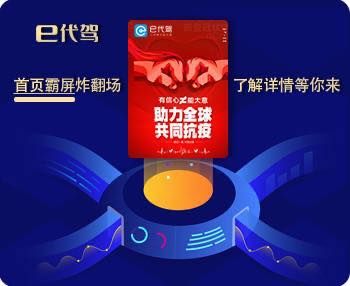 e代驾
e代驾
首页霸屏炸翻场
了解详情等你来
有信心 不能大意
助力全球
共同抗疫